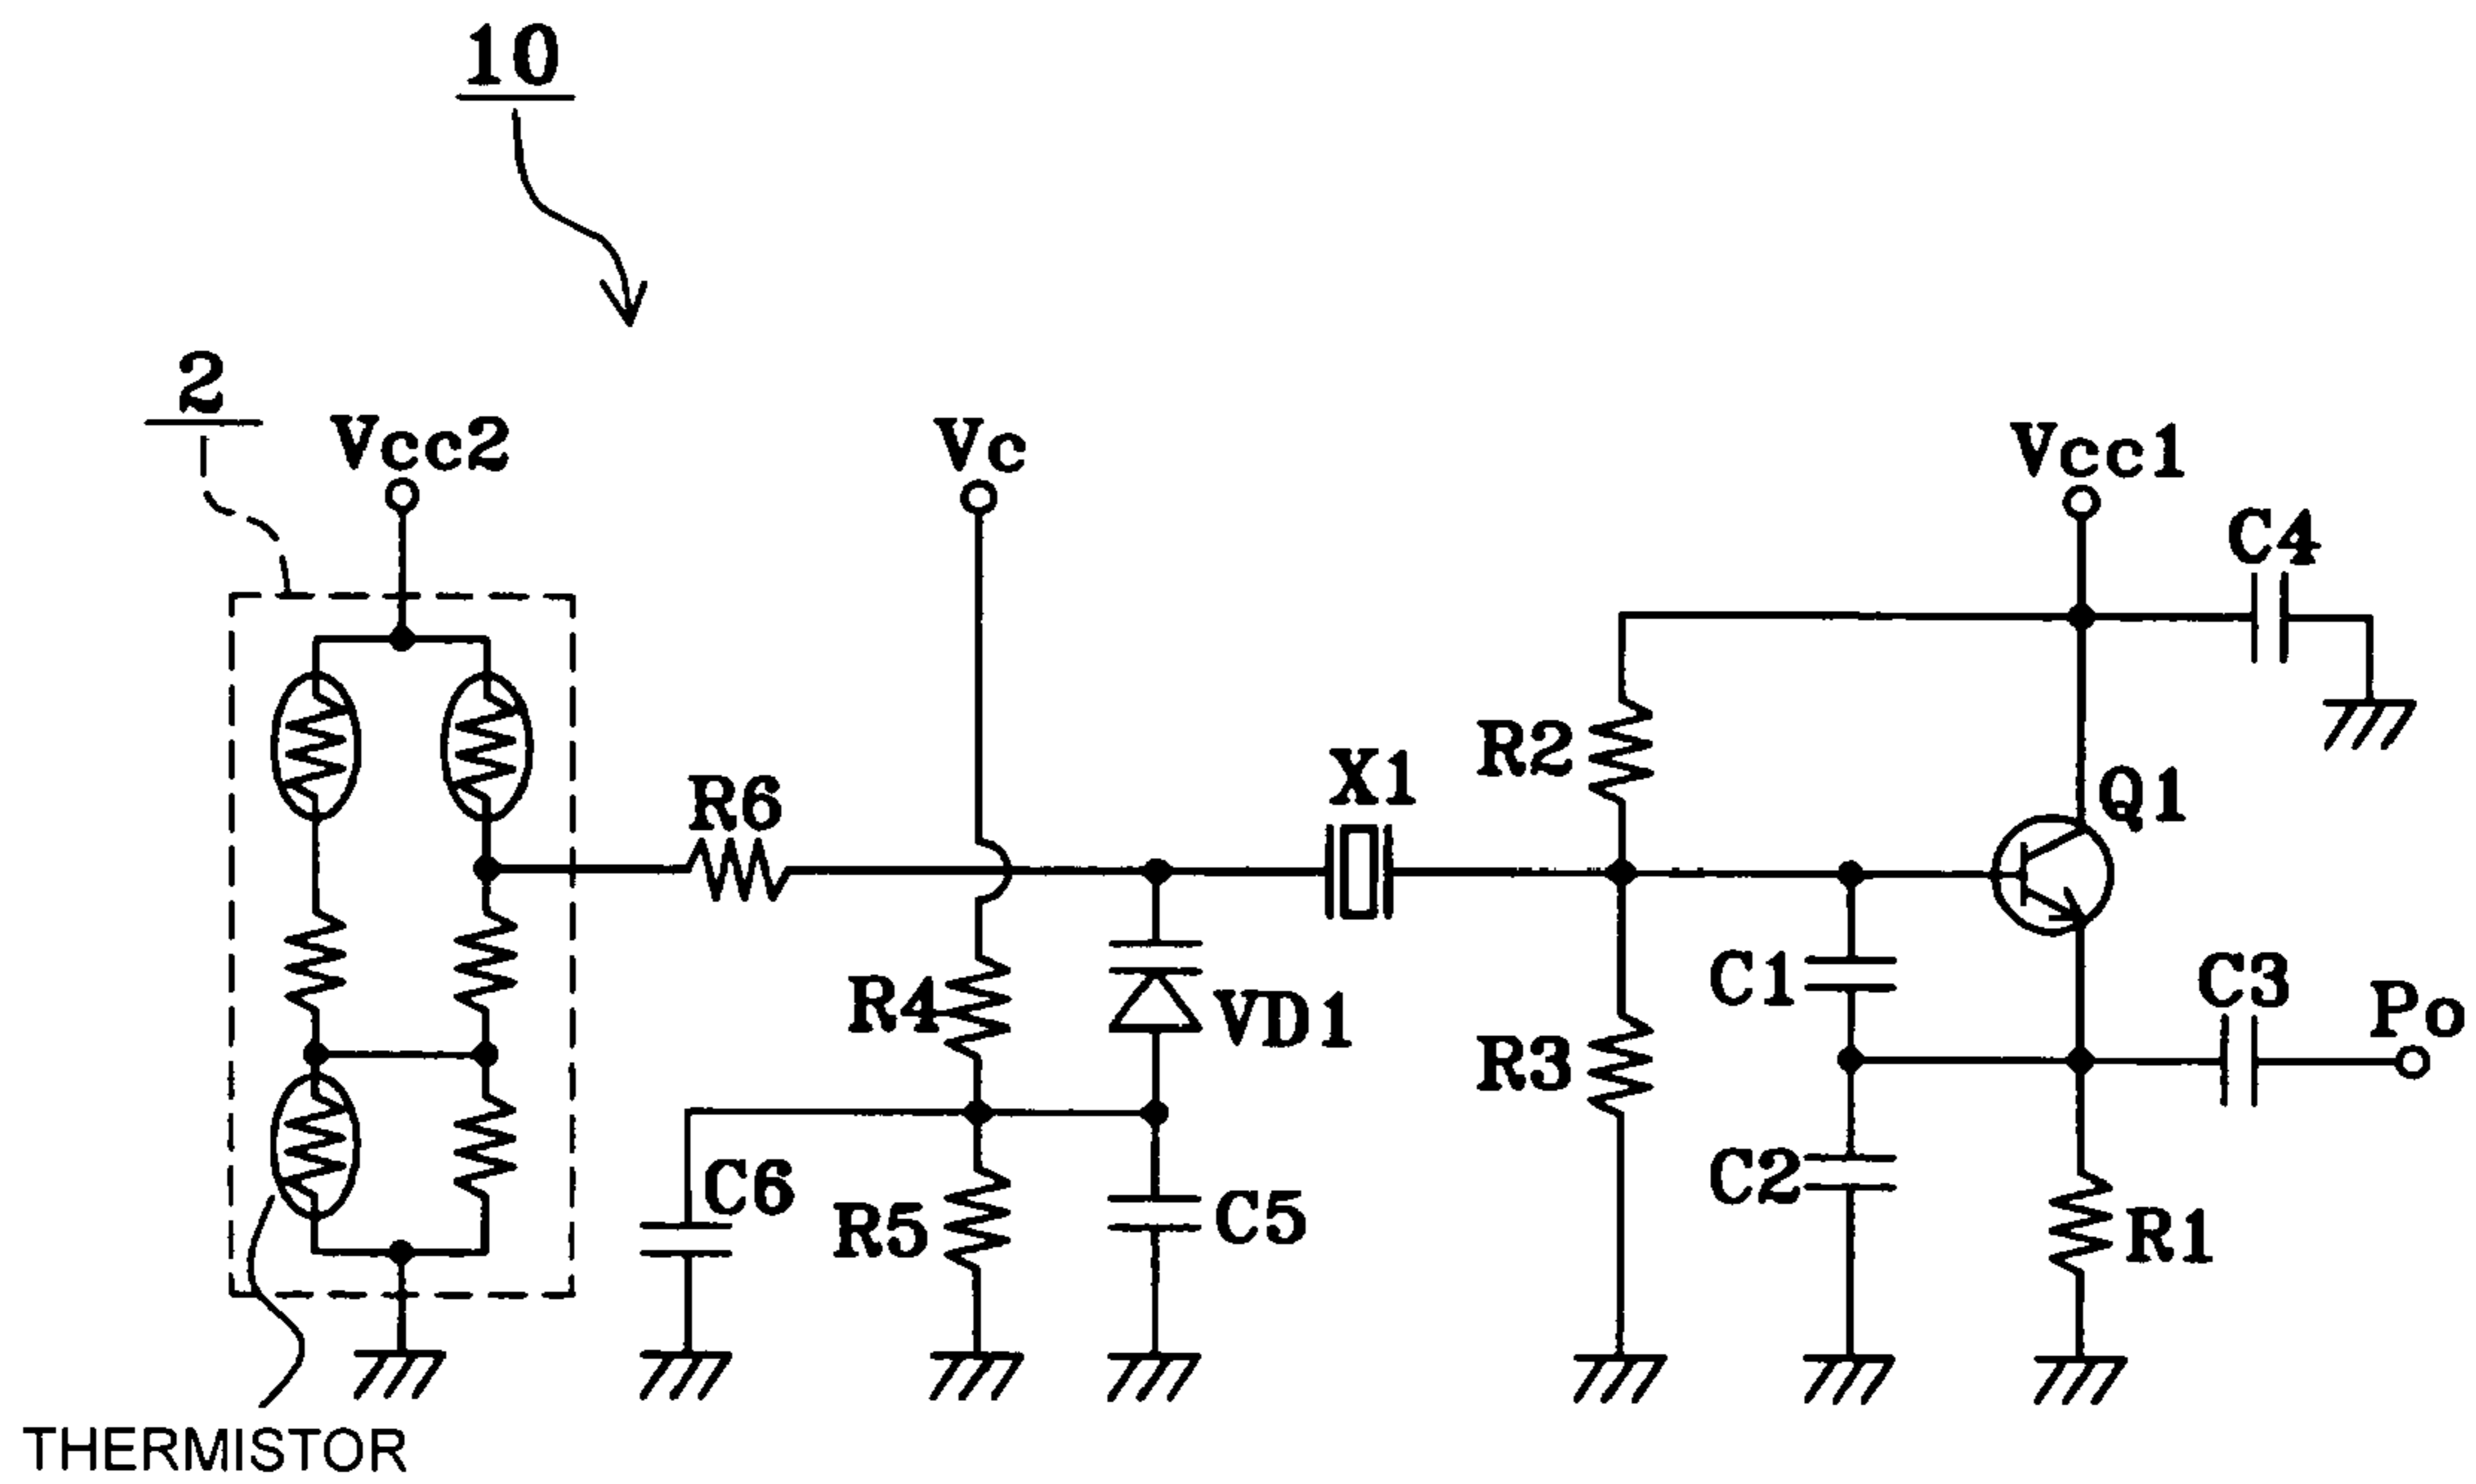 10
2
Vcc2
Vc
Vcc1
C4
R2
Q1
X1
R6
C1
C3
Po
R4
VD1
R3
C6
C2
R5
C5
R1
THERMISTOR